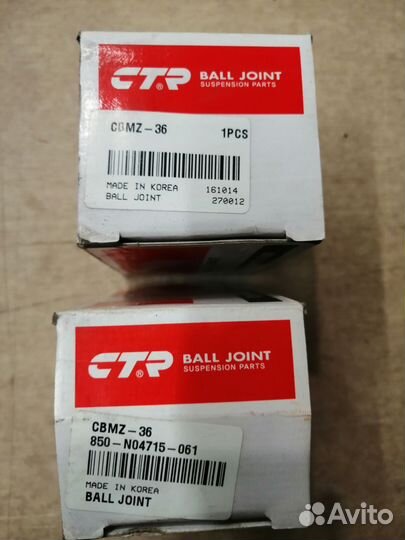 CTR® BALL JOINT
SUSPENSION PARTS
CBMZ-36 1PCS
MADE IN KOREA 161014
BALL JOINT 270012
CTR® BALL JOINT
SUSPENSION PARTS
CBMZ-36
850-N04715-061
MADE IN KOREA
BALL JOINT
Avito